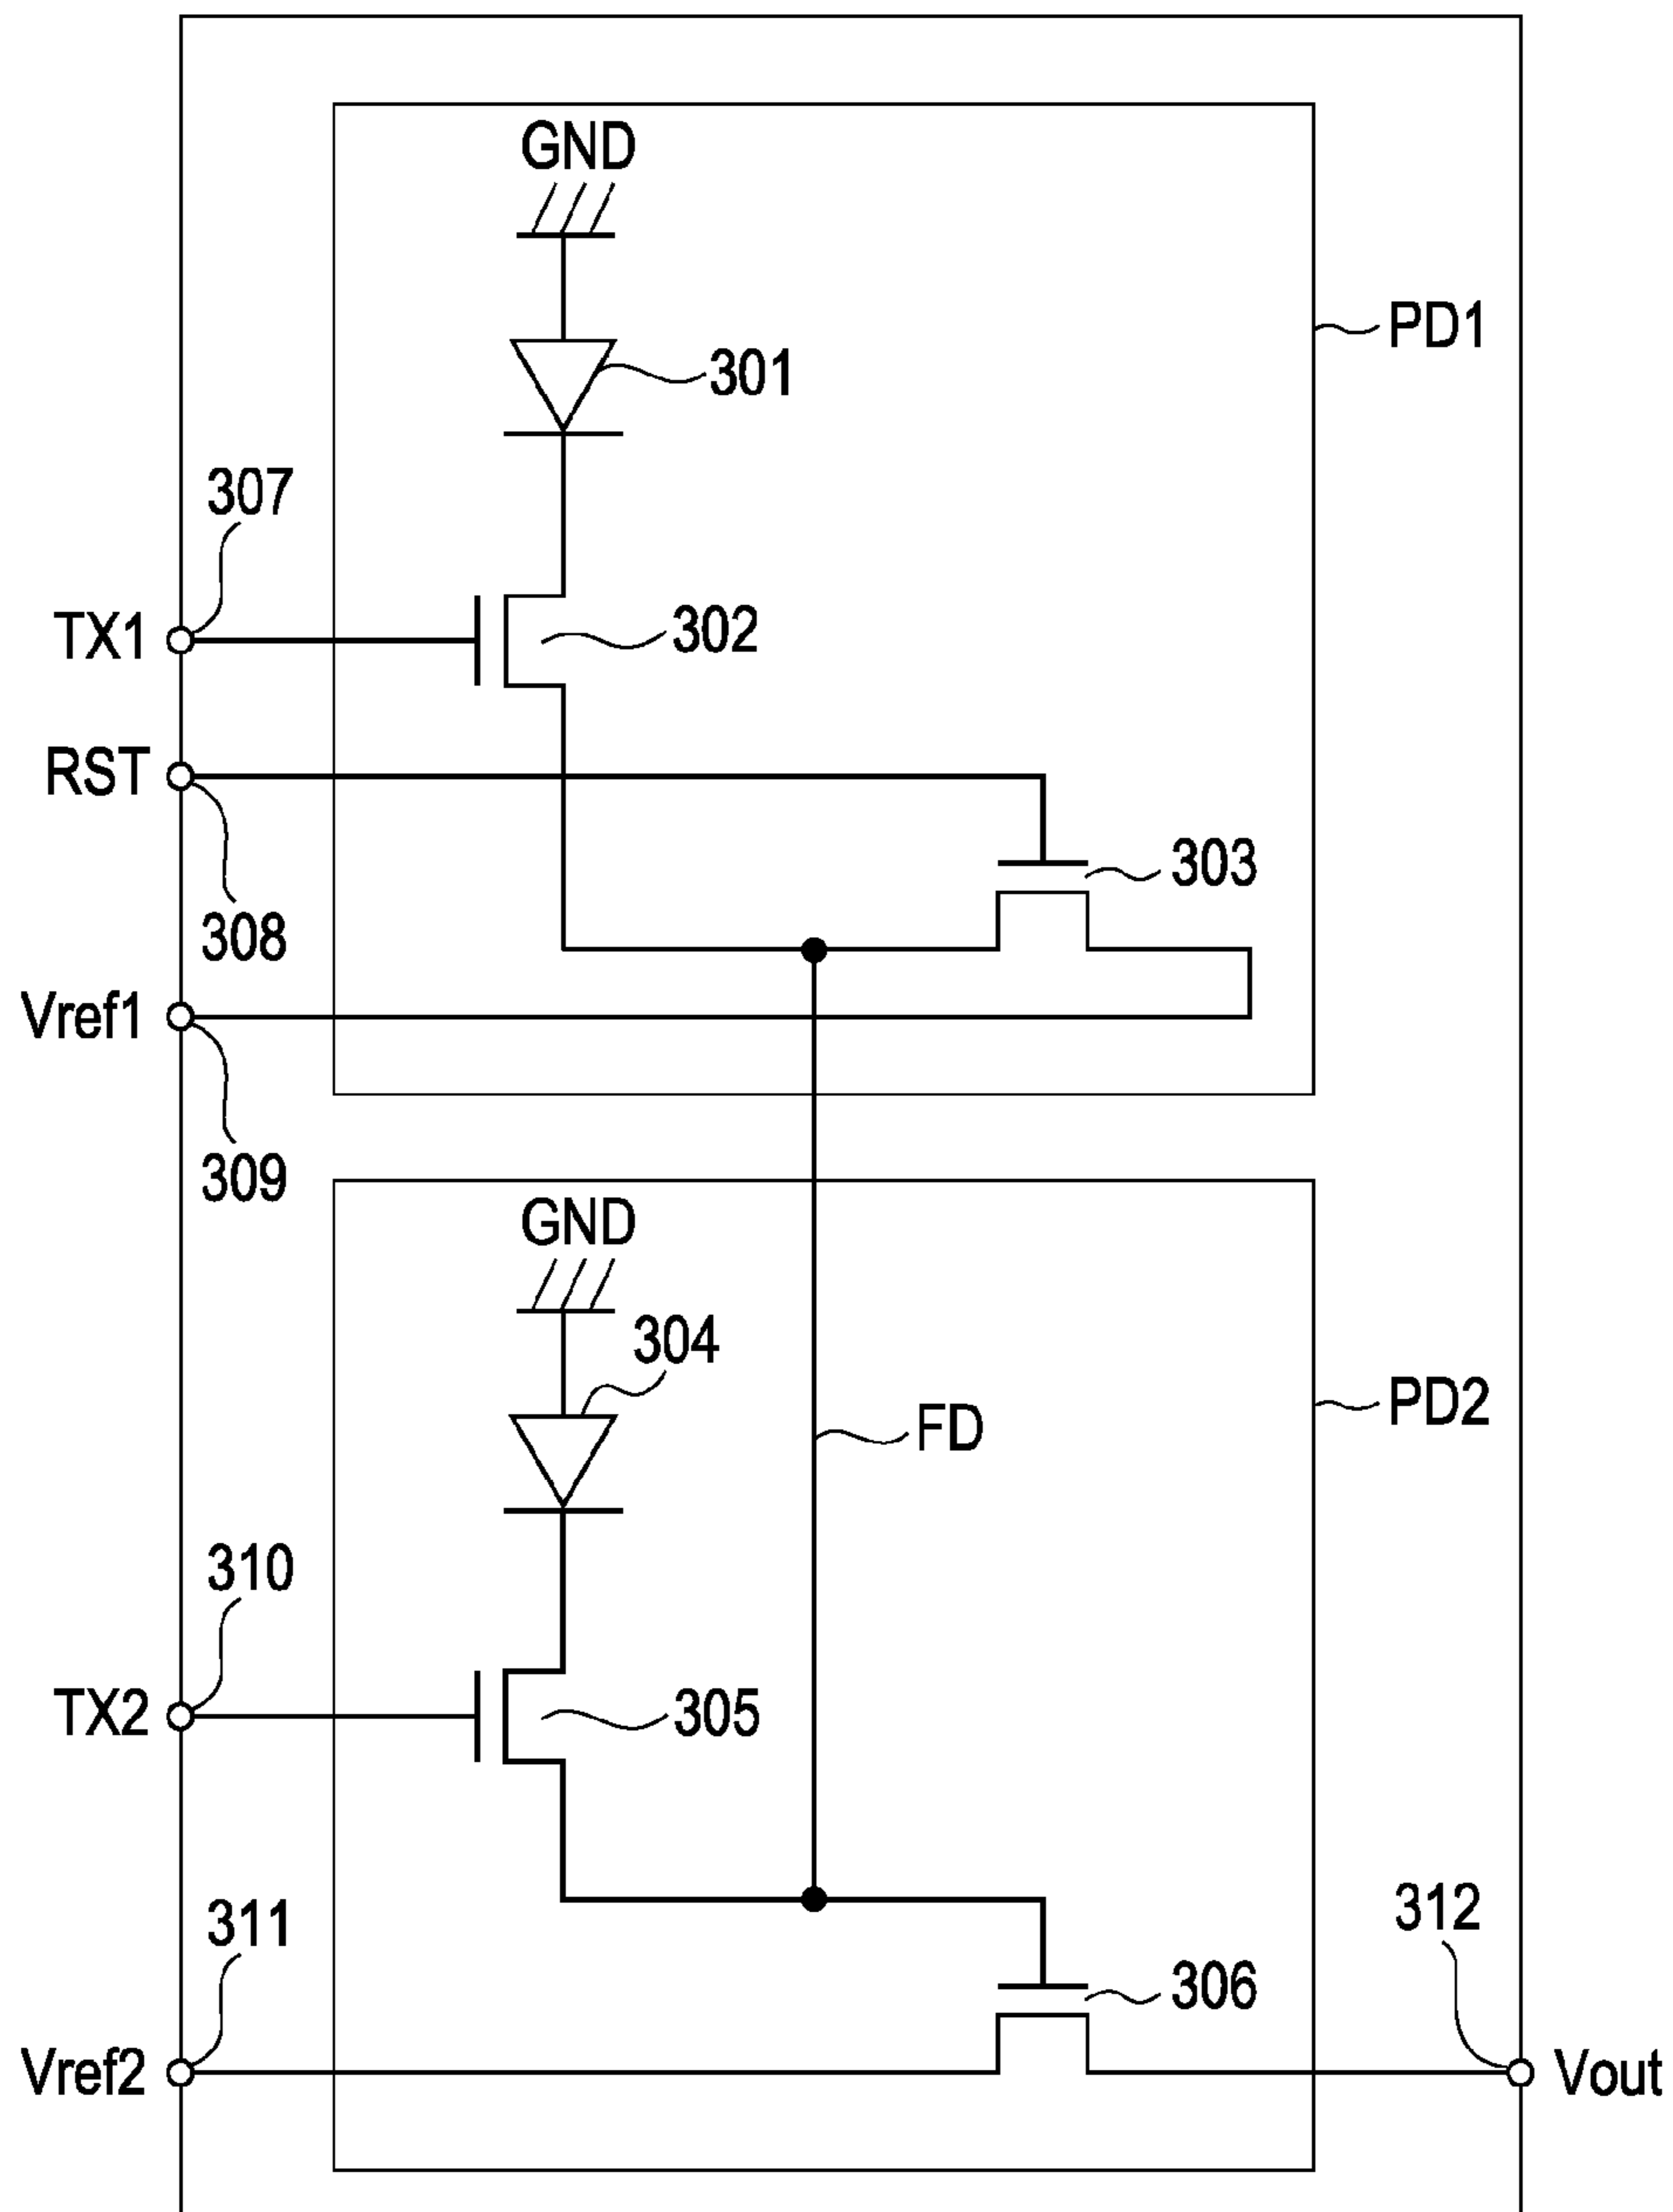 GND
PD1
301
307
TX1
302
RST
303
308
Vref1
309
GND
304
PD2
FD
310
TX2
305
312
311
306
Vref2
Vout